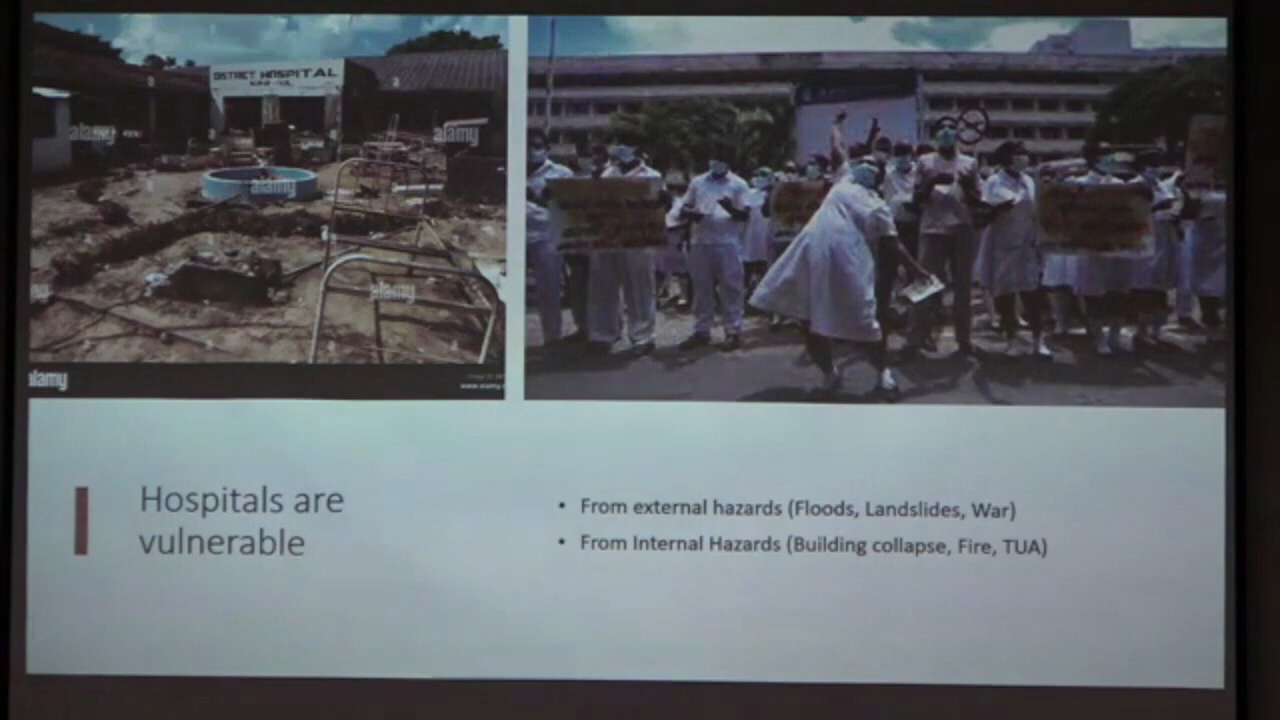 DISTRICT HOSPITAL
alamy
alamy
alamy
alamy
alamy
Hospitals are
vulnerable
• From external hazards (Floods, Landslides, War)
• From Internal Hazards (Building collapse, Fire, TUA)